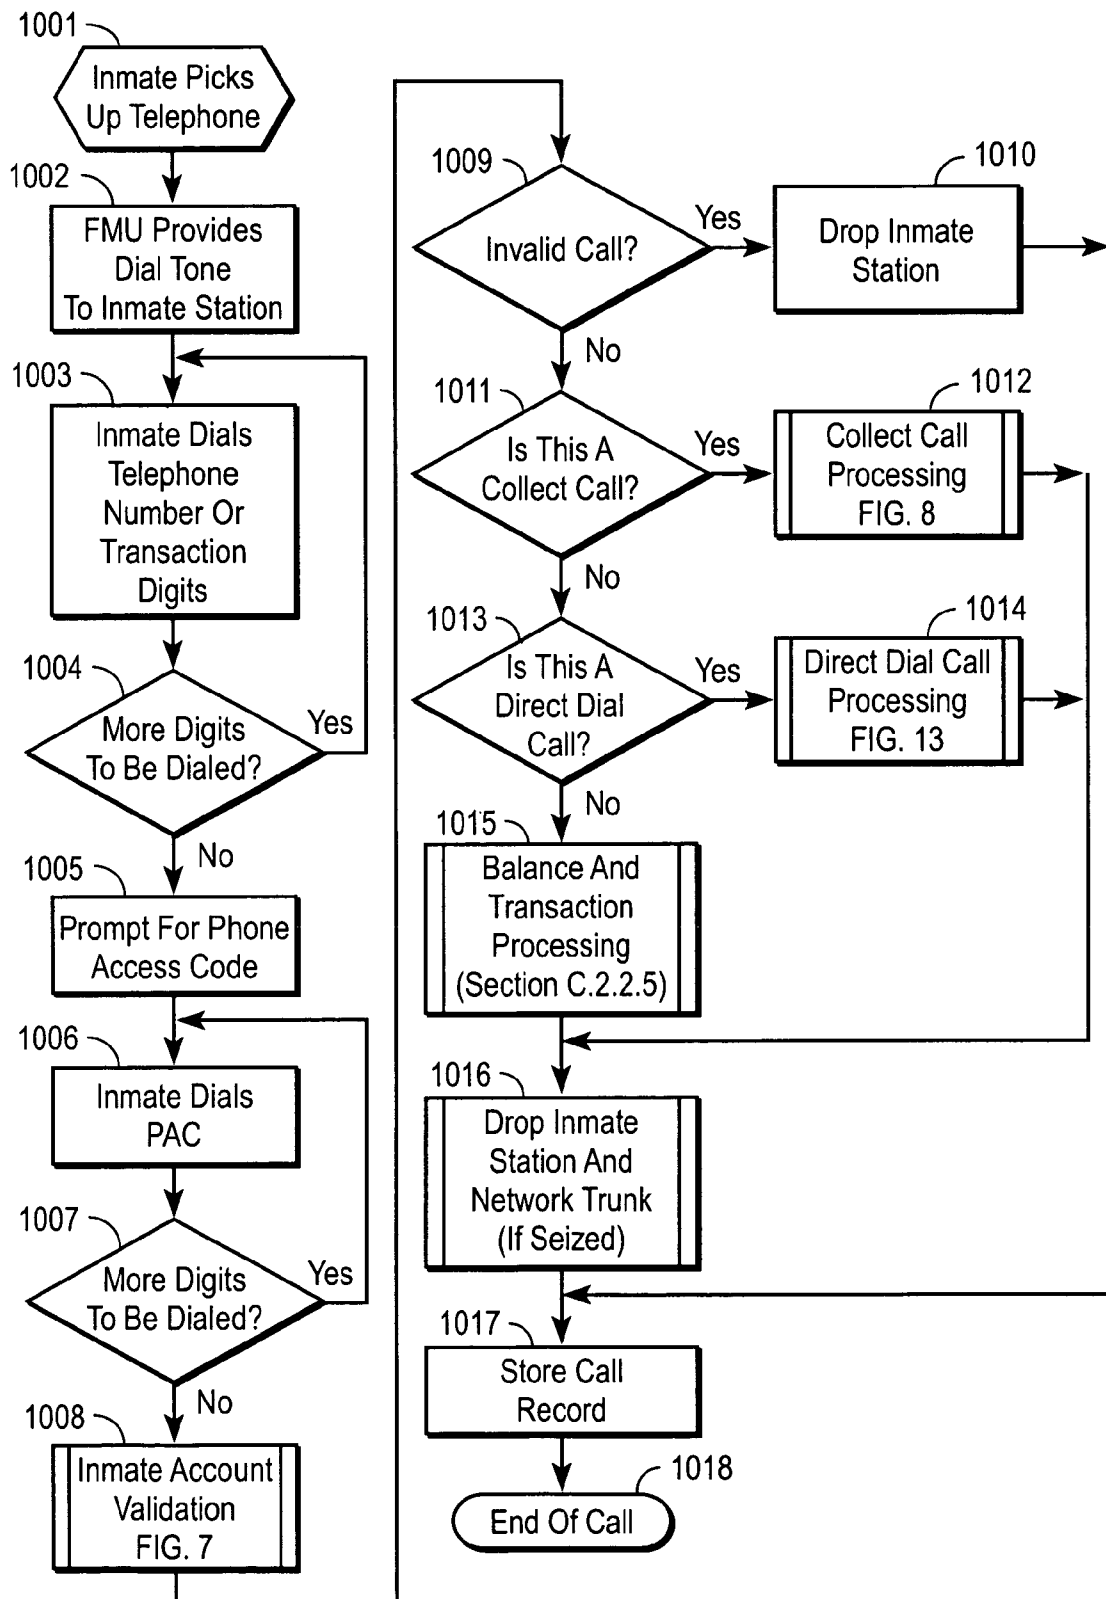 1001
Inmate Picks
Up Telephone
1002
FMU Provides
Dial Tone
To Inmate Station
1003
Inmate Dials
Telephone
Number Or
Transaction
Digits
1004
More Digits
To Be Dialed?
Yes
No
1005
Prompt For Phone
Access Code
1006
Inmate Dials
PAC
1007
More Digits
To Be Dialed?
Yes
No
1008
Inmate Account
Validation
FIG. 7
1009
Invalid Call?
Yes
No
1010
Drop Inmate
Station
1011
Is This A
Collect Call?
Yes
No
1012
Collect Call
Processing
FIG. 8
1013
Is This A
Direct Dial
Call?
Yes
No
1014
Direct Dial Call
Processing
FIG. 13
1015
Balance And
Transaction
Processing
(Section C.2.2.5)
1016
Drop Inmate
Station And
Network Trunk
(If Seized)
1017
Store Call
Record
1018
End Of Call